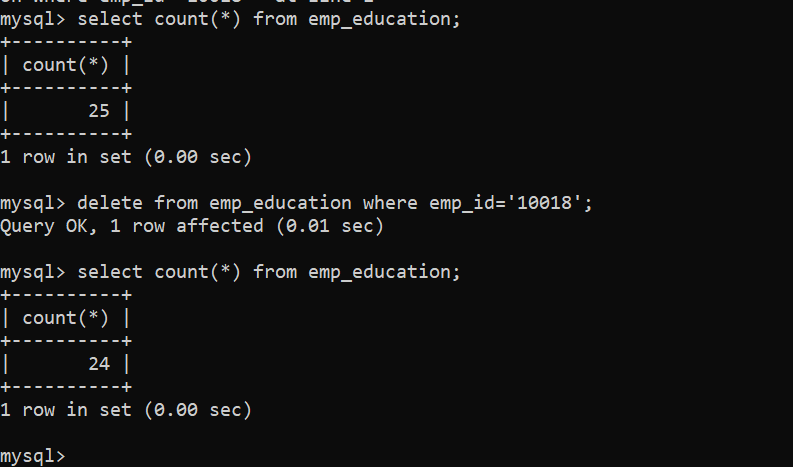 mysql> select count(*) from emp_education;
+----------+
| count(*) |
+----------+
|       25 |
+----------+
1 row in set (0.00 sec)

mysql> delete from emp_education where emp_id='10018';
Query OK, 1 row affected (0.01 sec)

mysql> select count(*) from emp_education;
+----------+
| count(*) |
+----------+
|       24 |
+----------+
1 row in set (0.00 sec)

mysql>